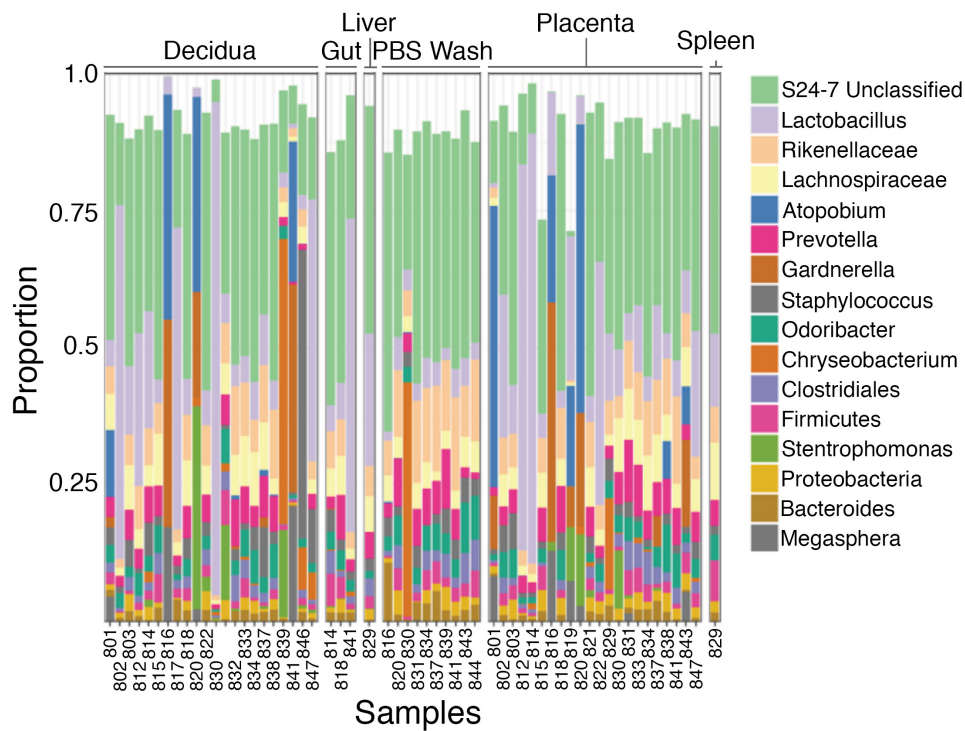 Liver
Decidua Gut PBS Wash Placenta Spleen
1.0
0.75
0.5
0.25
Proportion
801 802 803 812 814 815 816 817 818 820 822 830 832 833 834 837 838 839 841 846 847
814 818 841
829
816 820 830 831 834 837 839 841 843 844
801 802 803 812 814 815 816 818 819 820 821 822 829 830 831 833 834 837 838 841 843 847
829
Samples
S24-7 Unclassified
Lactobacillus
Rikenellaceae
Lachnospiraceae
Atopobium
Prevotella
Gardnerella
Staphylococcus
Odoribacter
Chryseobacterium
Clostridiales
Firmicutes
Stentrophomonas
Proteobacteria
Bacteroides
Megasphera